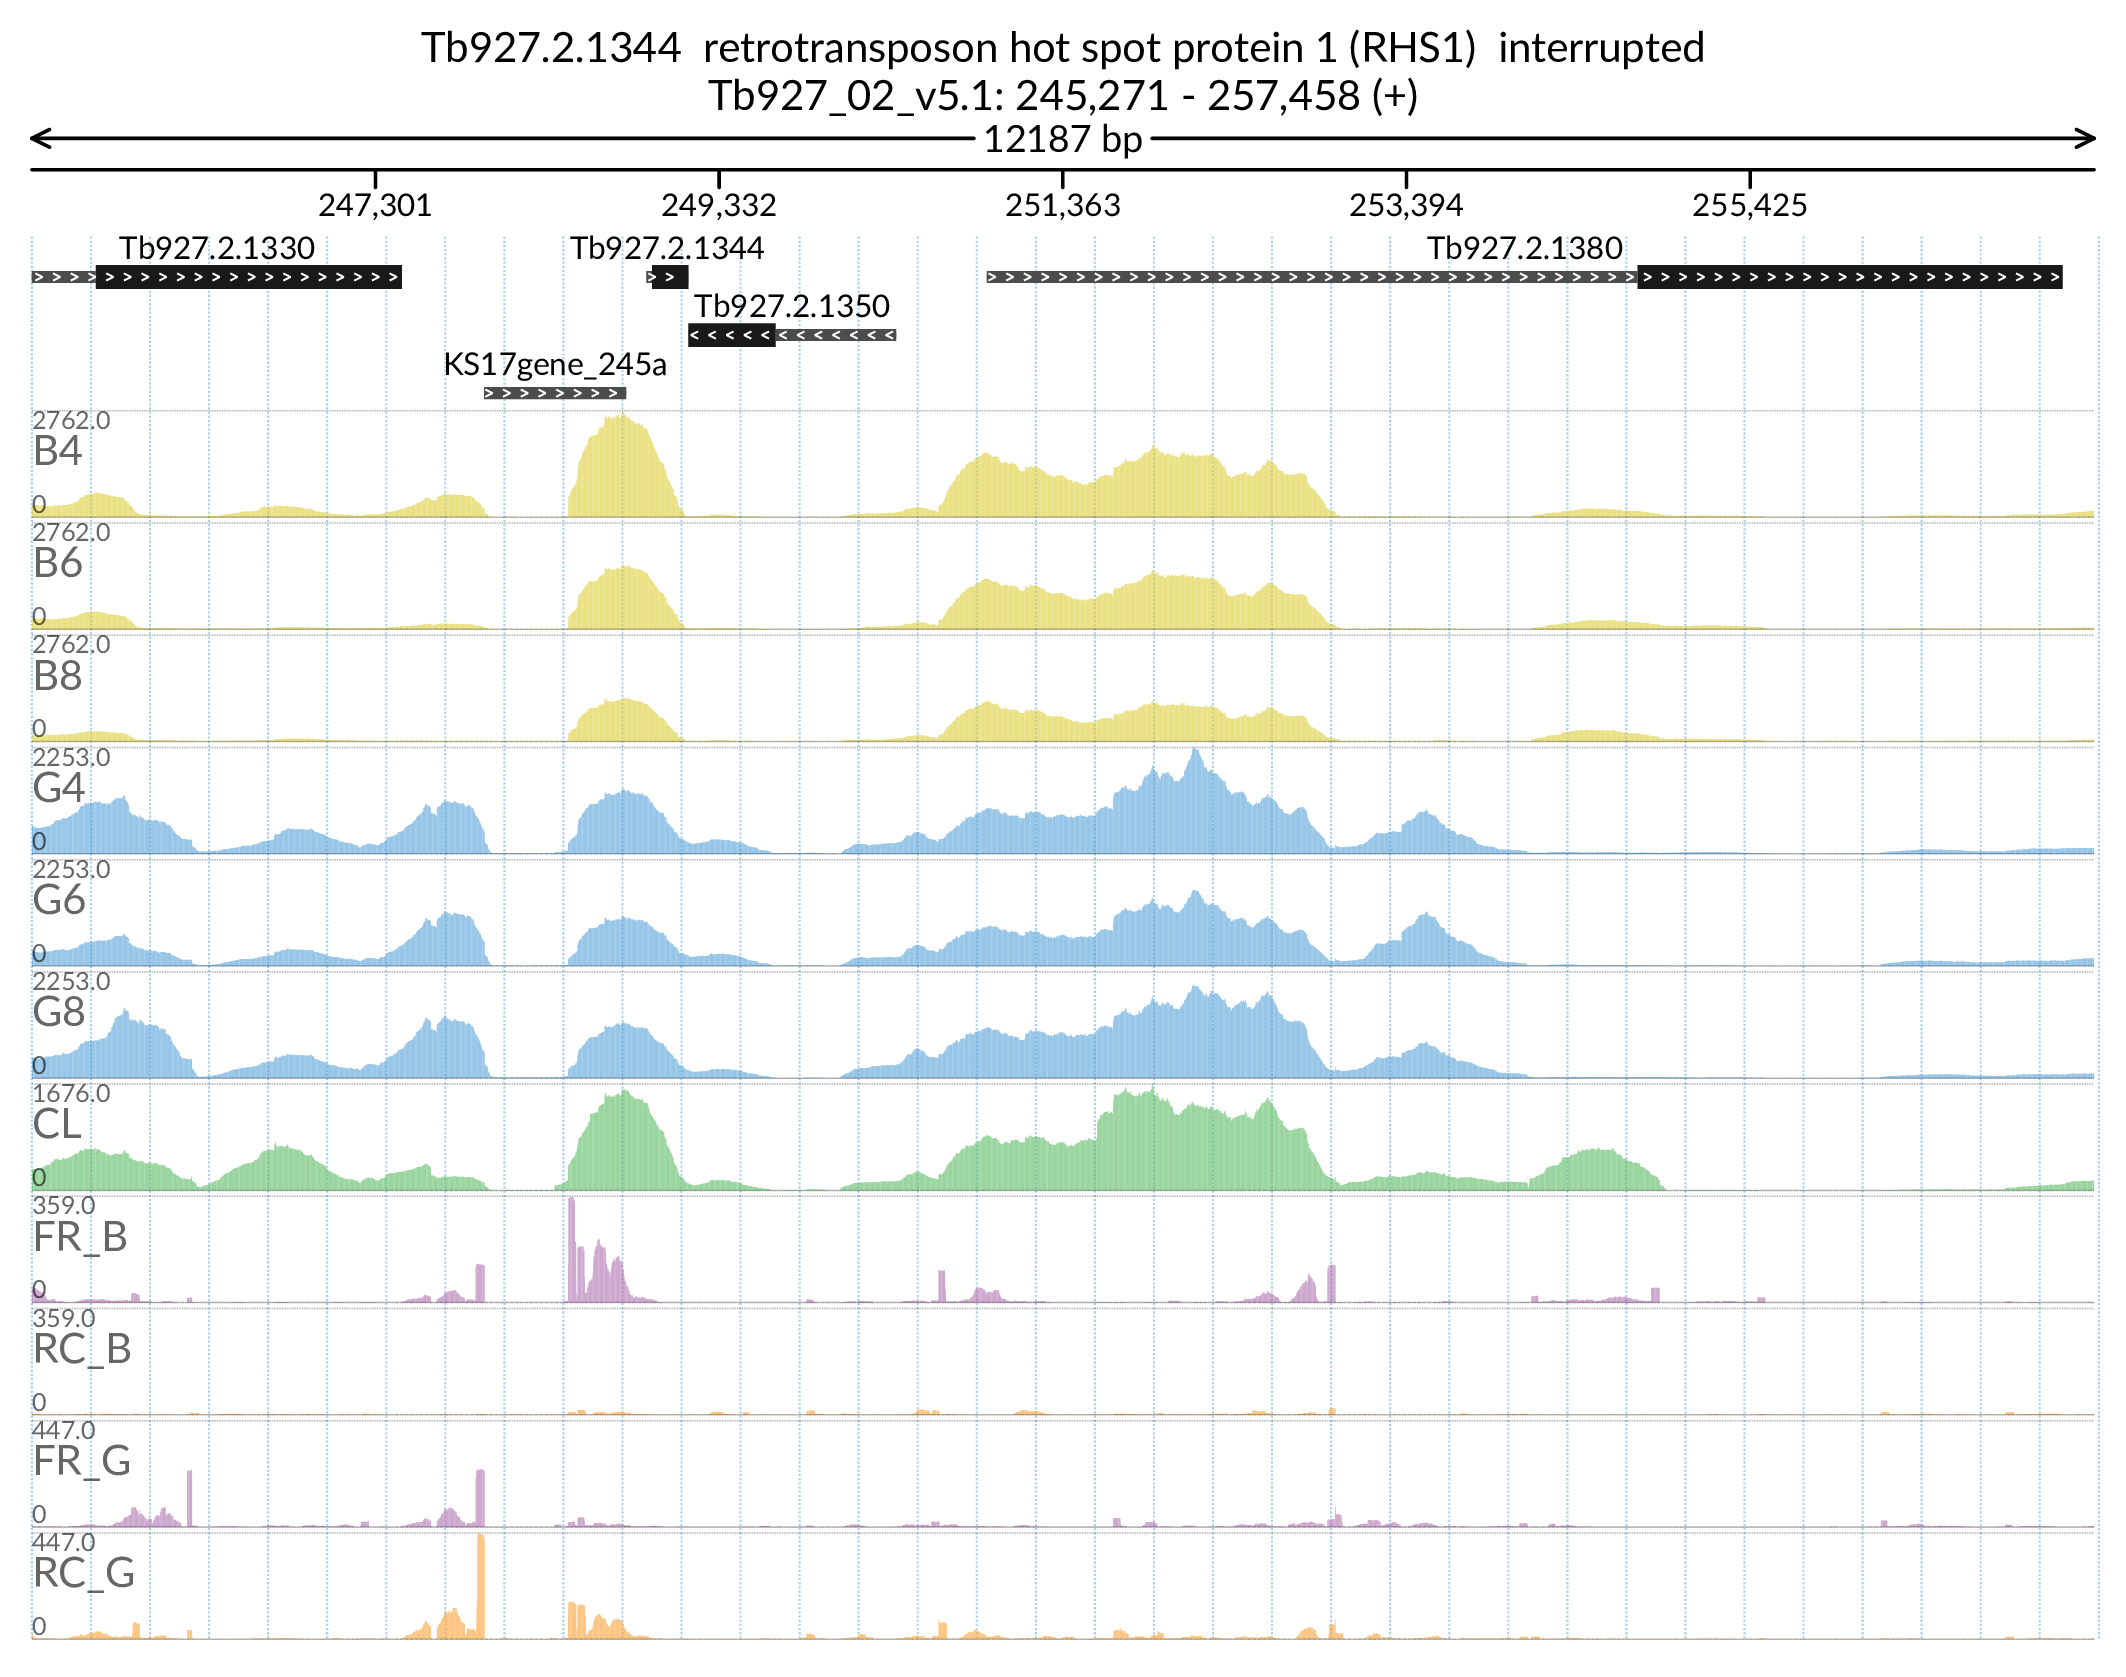 Tb927.2.1344  retrotransposon hot spot protein 1 (RHS1)  interrupted
Tb927_02_v5.1: 245,271 - 257,458 (+)
12187 bp
247,301 249,332 251,363 253,394 255,425
Tb927.2.1330 Tb927.2.1344 Tb927.2.1380
Tb927.2.1350
KS17gene_245a
2762.0
B4
0
2762.0
B6
0
2762.0
B8
0
2253.0
G4
0
2253.0
G6
0
2253.0
G8
0
1676.0
CL
0
359.0
FR_B
0
359.0
RC_B
0
447.0
FR_G
0
447.0
RC_G
0